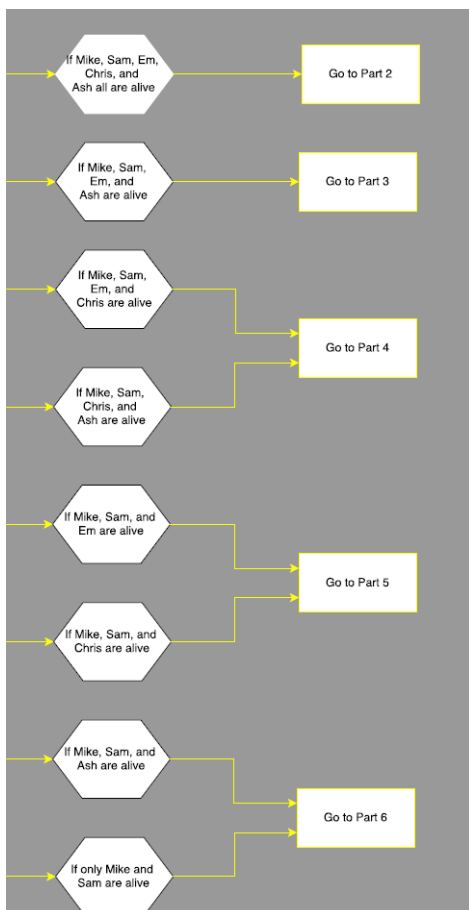 If Mike, Sam, Em,
Chris, and
Ash all are alive
Go to Part 2
If Mike, Sam,
Em, and
Ash are alive
Go to Part 3
If Mike, Sam,
Em, and
Chris are alive
Go to Part 4
If Mike, Sam,
Chris, and
Ash are alive
If Mike, Sam, and
Em are alive
Go to Part 5
If Mike, Sam, and
Chris are alive
If Mike, Sam, and
Ash are alive
Go to Part 6
If only Mike and
Sam are alive